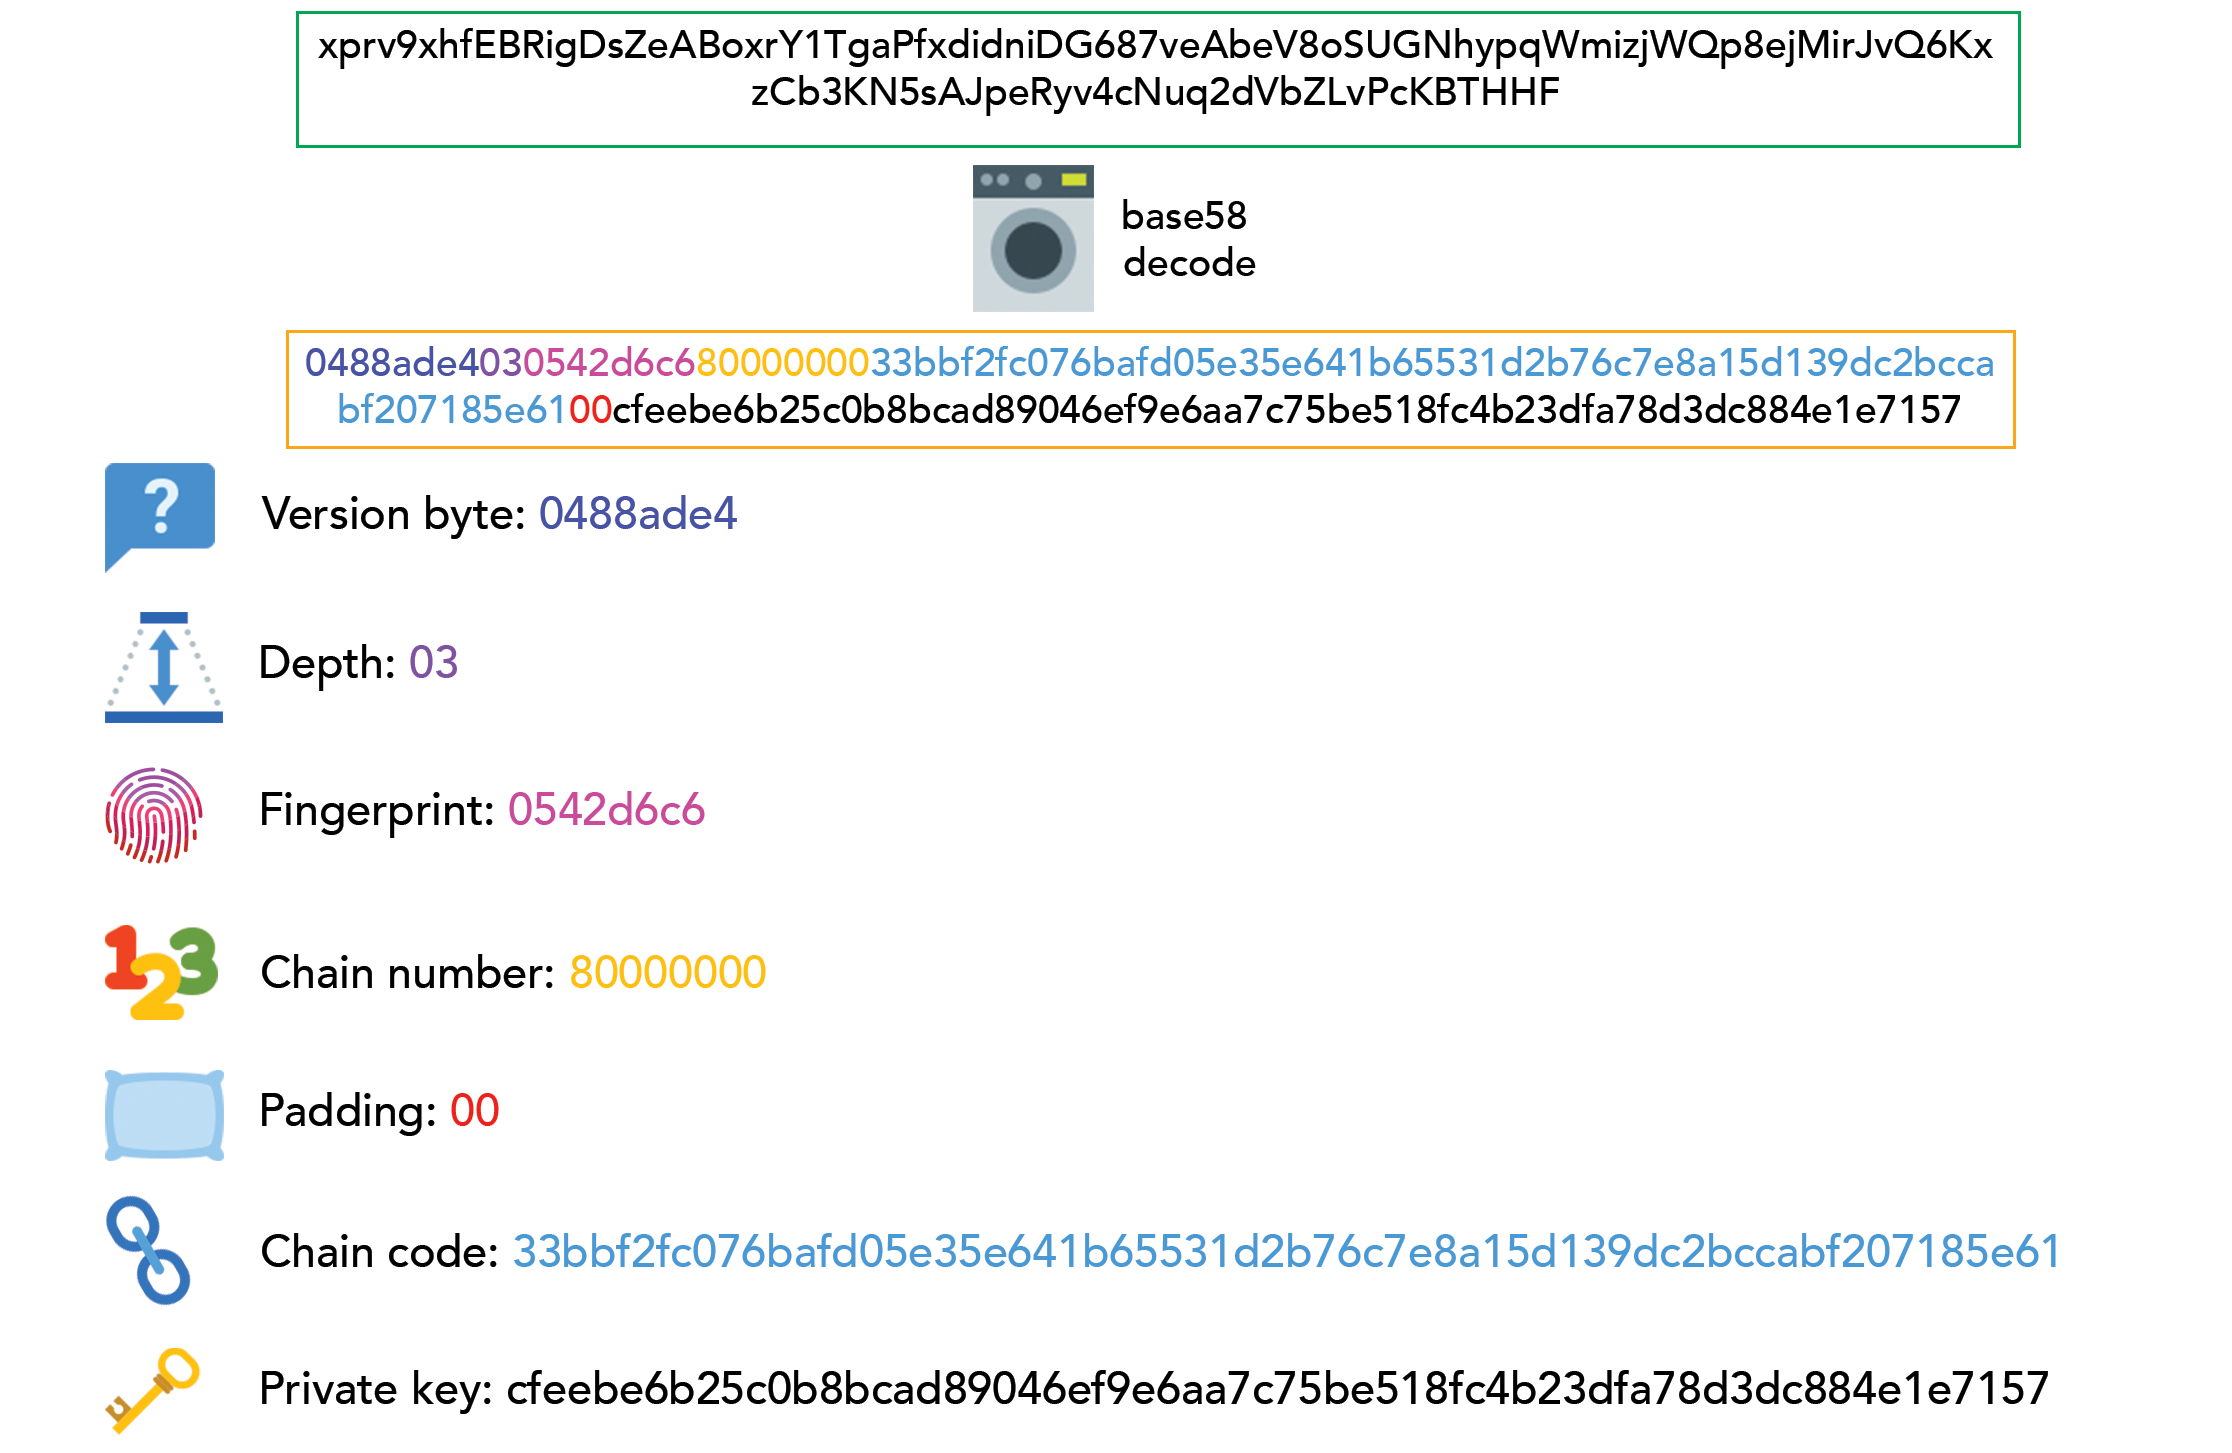 xprv9xhfEBRigDsZeABoxrY1TgaPfxdidniDG687veAbeV8oSUGNhypqWmizjWQp8ejMirJvQ6Kx
zCb3KN5sAJpeRyv4cNuq2dVbZLvPcKBTHHF
base58
decode
0488ade4030542d6c68000000033bbf2fc076bafd05e35e641b65531d2b76c7e8a15d139dc2bcca
bf207185e6100cfeebe6b25c0b8bcad89046ef9e6aa7c75be518fc4b23dfa78d3dc884e1e7157
?
Version byte: 0488ade4
Depth: 03
Fingerprint: 0542d6c6
123
Chain number: 80000000
Padding: 00
Chain code: 33bbf2fc076bafd05e35e641b65531d2b76c7e8a15d139dc2bccabf207185e61
Private key: cfeebe6b25c0b8bcad89046ef9e6aa7c75be518fc4b23dfa78d3dc884e1e7157